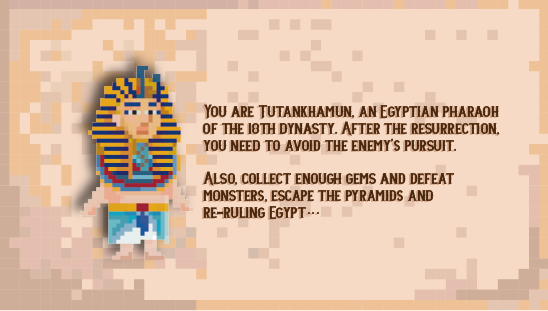 You are Tutankhamun, an Egyptian pharaoh
of the 18th dynasty. After the resurrection,
you need to avoid the enemy's pursuit.
Also, collect enough gems and defeat
monsters, escape the pyramids and
re-ruling Egypt...